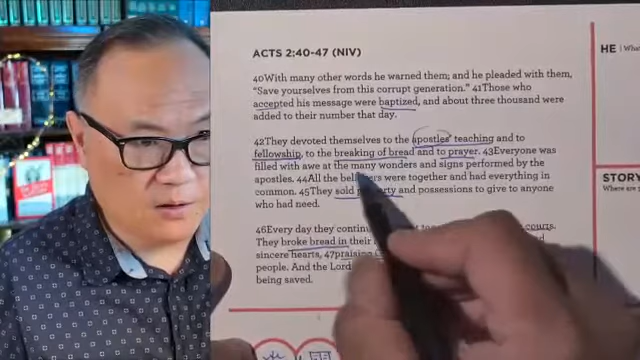 ACTS 2:40-47 (NIV)
40With many other words he warned them; and he pleaded with them,
"Save yourselves from this corrupt generation." 41Those who
accepted his message were baptized, and about three thousand were
added to their number that day.
42They devoted themselves to the apostles' teaching and to
fellowship, to the breaking of bread and to prayer. 43Everyone was
filled with awe at the many wonders and signs performed by the
apostles. 44All the believers were together and had everything in
common. 45They sold property and possessions to give to anyone
who had need.
46Every day they courts.
They broke bread in their
sincere hearts, 47praising
people. And the Lord
being saved.
HE
STORY